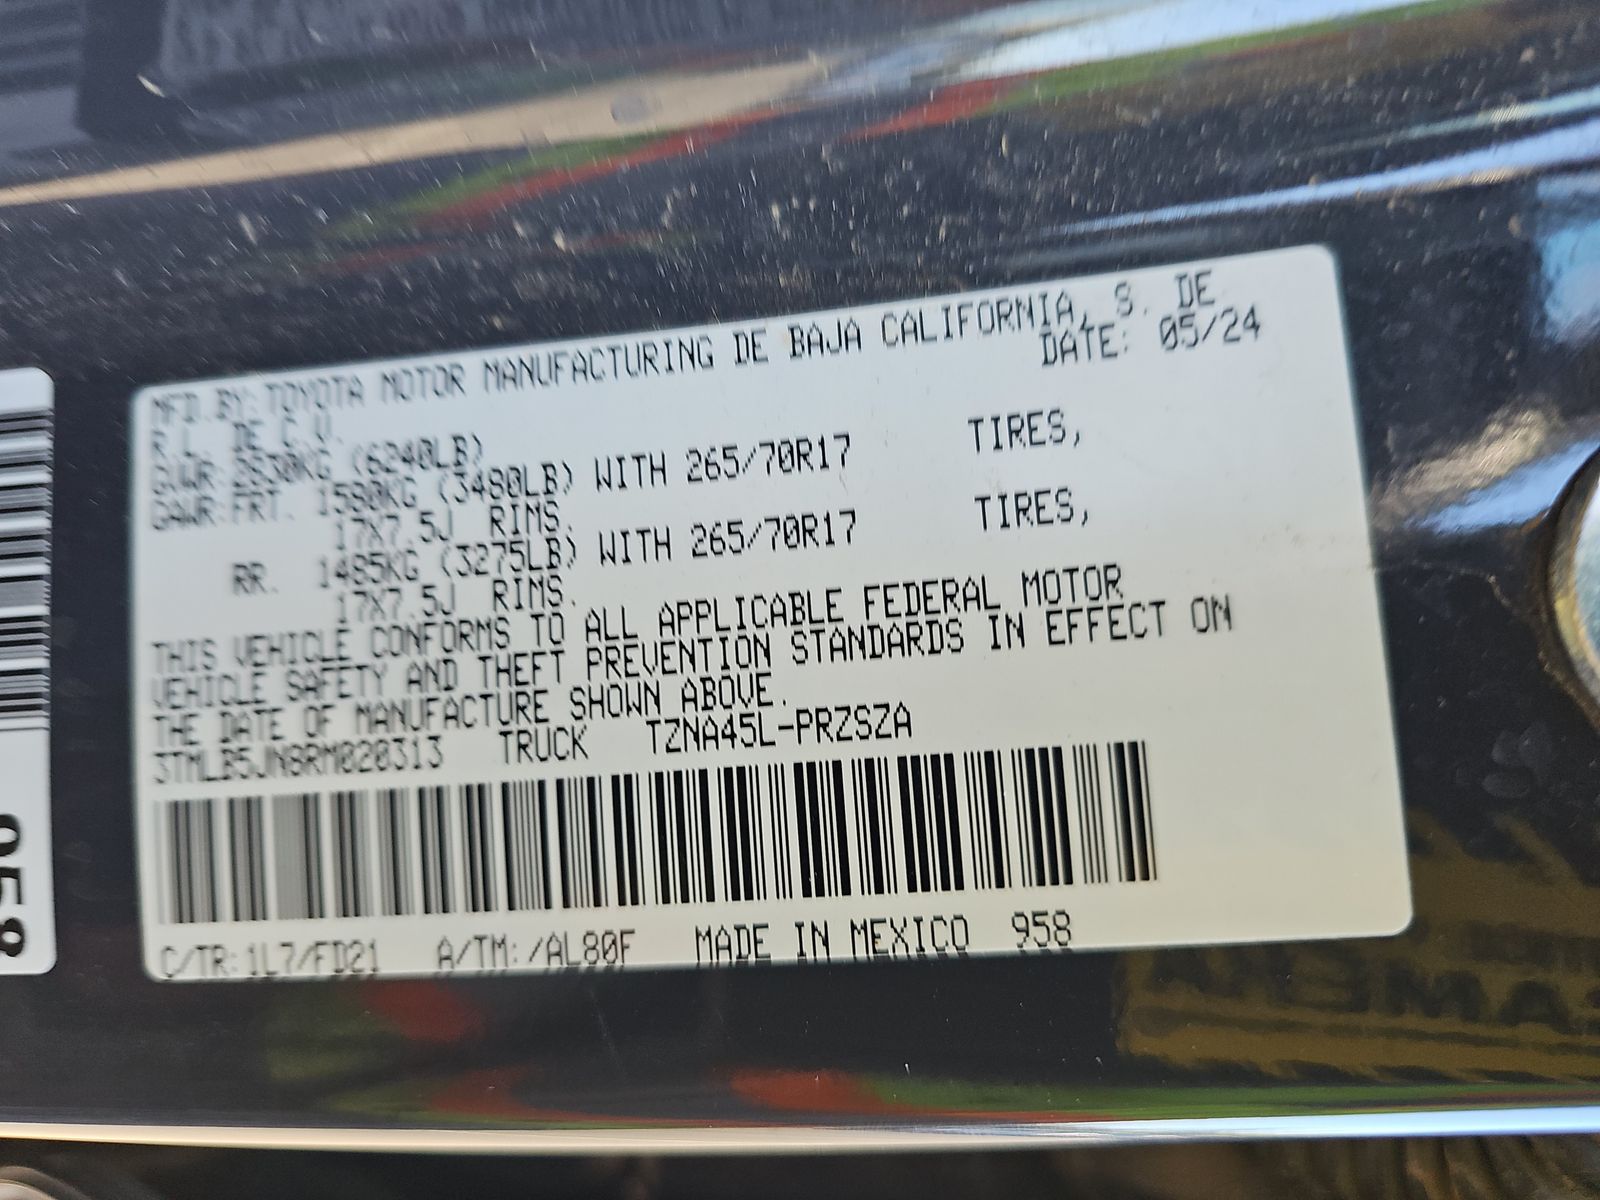 MFD. BY: TOYOTA MOTOR MANUFACTURING DE BAJA CALIFORNIA, S. DE
R.L. DE C.V. DATE: 05/24
GVWR: 2830KG (6240LB)
GAWR: FRT. 1580KG (3480LB) WITH 265/70R17 TIRES,
17X7.5J RIMS.
RR. 1485KG (3275LB) WITH 265/70R17 TIRES,
17X7.5J RIMS.
THIS VEHICLE CONFORMS TO ALL APPLICABLE FEDERAL MOTOR
VEHICLE SAFETY AND THEFT PREVENTION STANDARDS IN EFFECT ON
THE DATE OF MANUFACTURE SHOWN ABOVE.
3TMLB5JN8RM020313 TRUCK TZNA45L-PRZSZA
C/TR: 1L7/FD21 A/TM: /AL80F MADE IN MEXICO 958
058